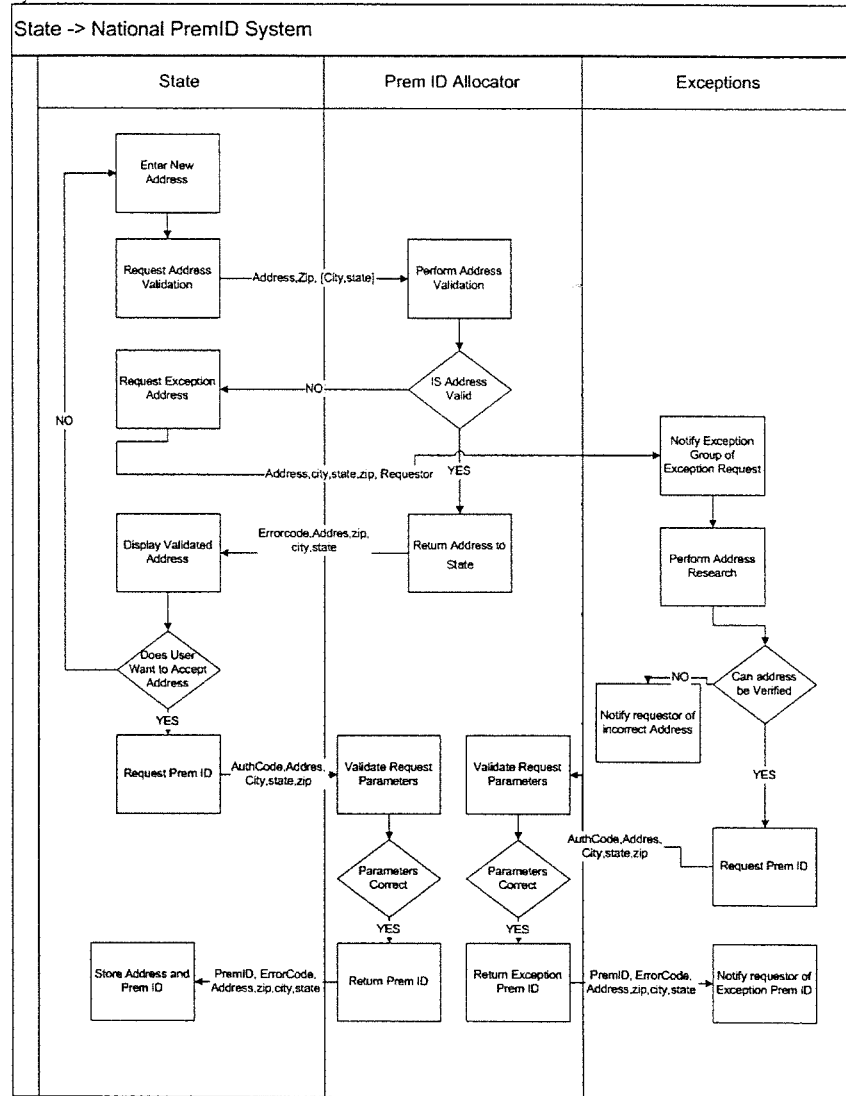 State -> National PremID System
State
Prem ID Allocator
Exceptions
Enter New
Address
Request Address
Validation
Address,Zip, [City,state]
Perform Address
Validation
Request Exception
Address
NO
IS Address
Valid
NO
Notify Exception
Group of
Exception Request
Address,city,state,zip, Requestor
YES
Display Validated
Address
Errorcode,Addres,zip,
city,state
Return Address to
State
Perform Address
Research
Does User
Want to Accept
Address
NO
Can address
be Verified
Notify requestor of
incorrect Address
YES
Request Prem ID
AuthCode,Addres,
City,state,zip
Validate Request
Parameters
Validate Request
Parameters
YES
AuthCode,Addres,
City,state,zip
Request Prem ID
Parameters
Correct
Parameters
Correct
YES
YES
Store Address and
Prem ID
PremID, ErrorCode,
Address,zip,city,state
Return Prem ID
Return Exception
Prem ID
PremID, ErrorCode,
Address,zip,city,state
Notify requestor of
Exception Prem ID